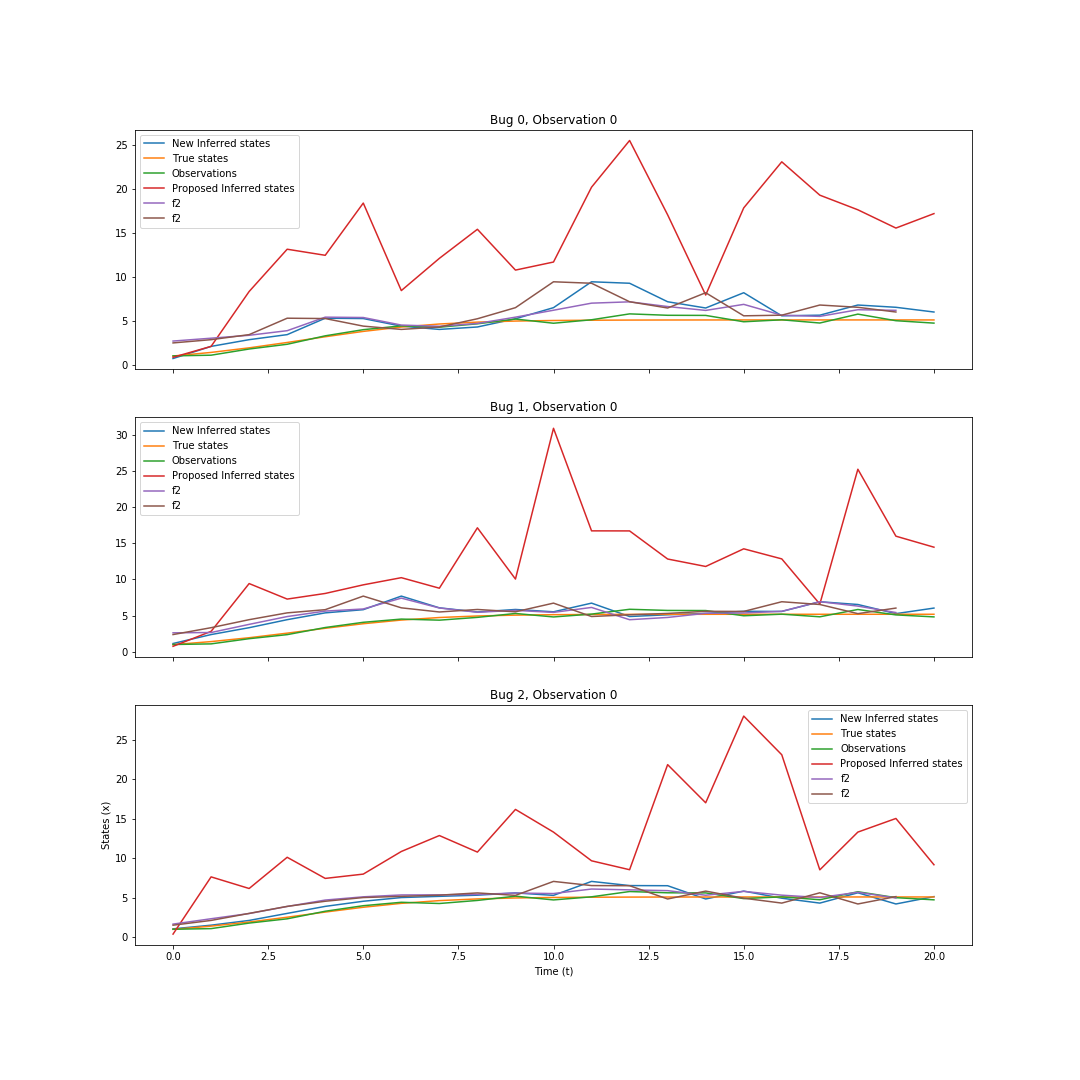 Bug 0, Observation 0
25
20
15
10
5
0
New Inferred states
True states
Observations
Proposed Inferred states
f2
f2
Bug 1, Observation 0
30
25
20
15
10
5
0
New Inferred states
True states
Observations
Proposed Inferred states
f2
f2
Bug 2, Observation 0
States (x)
25
20
15
10
5
0
New Inferred states
True states
Observations
Proposed Inferred states
f2
f2
0.0 2.5 5.0 7.5 10.0 12.5 15.0 17.5 20.0
Time (t)